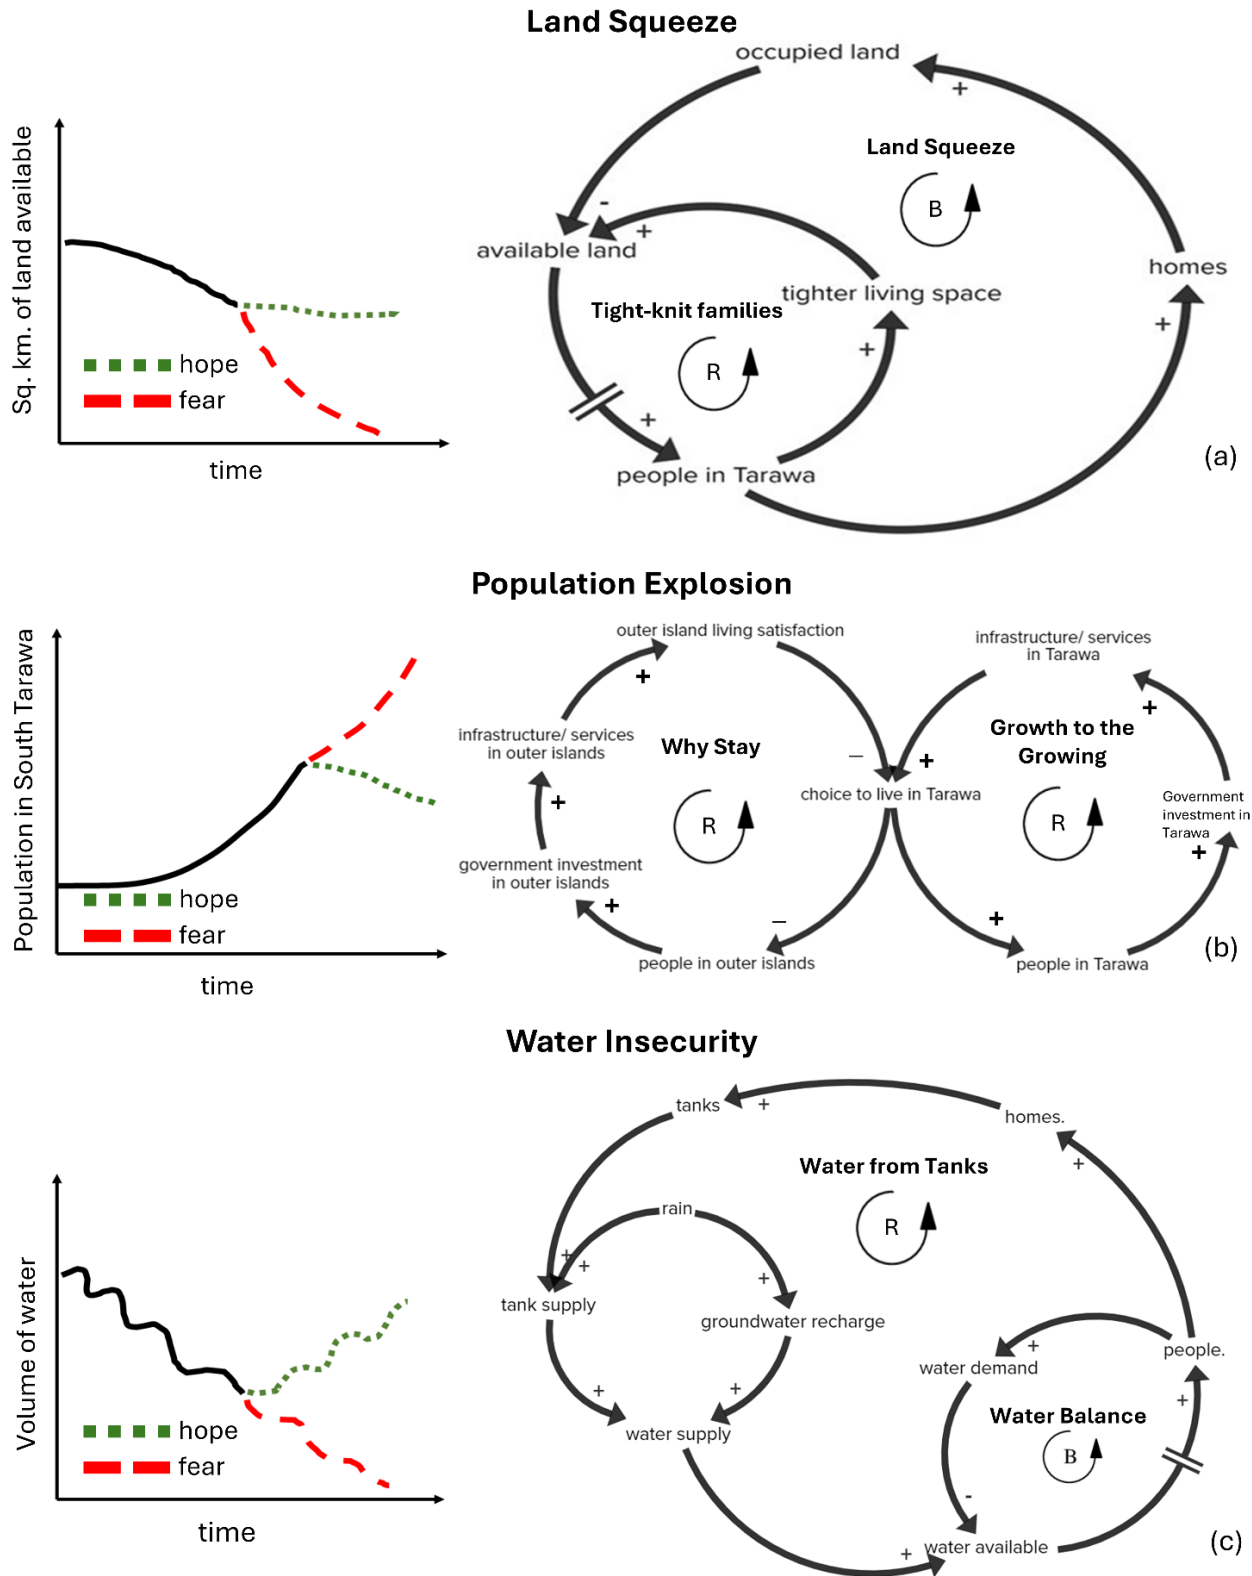 Land Squeeze
occupied land
+
Land Squeeze
B
Sq. km. of land available
-
+
available land
homes
tighter living space
Tight-knit families
+
+
R
hope
fear
+
people in Tarawa
time
(a)
Population Explosion
outer island living satisfaction
infrastructure/ services
in Tarawa
+
+
infrastructure/ services
in outer islands
Why Stay
Growth to the
Growing
–
+
choice to live in Tarawa
Government
investment in
Tarawa
+
R
R
+
government investment
in outer islands
Population in South Tarawa
hope
+
–
+
fear
people in outer islands
people in Tarawa
(b)
time
Water Insecurity
tanks
+
homes.
Water from Tanks
+
rain
R
+
+
+
tank supply
groundwater recharge
Volume of water
+
people.
water demand
+
+
+
Water Balance
hope
water supply
B
fear
-
time
+
water available
(c)